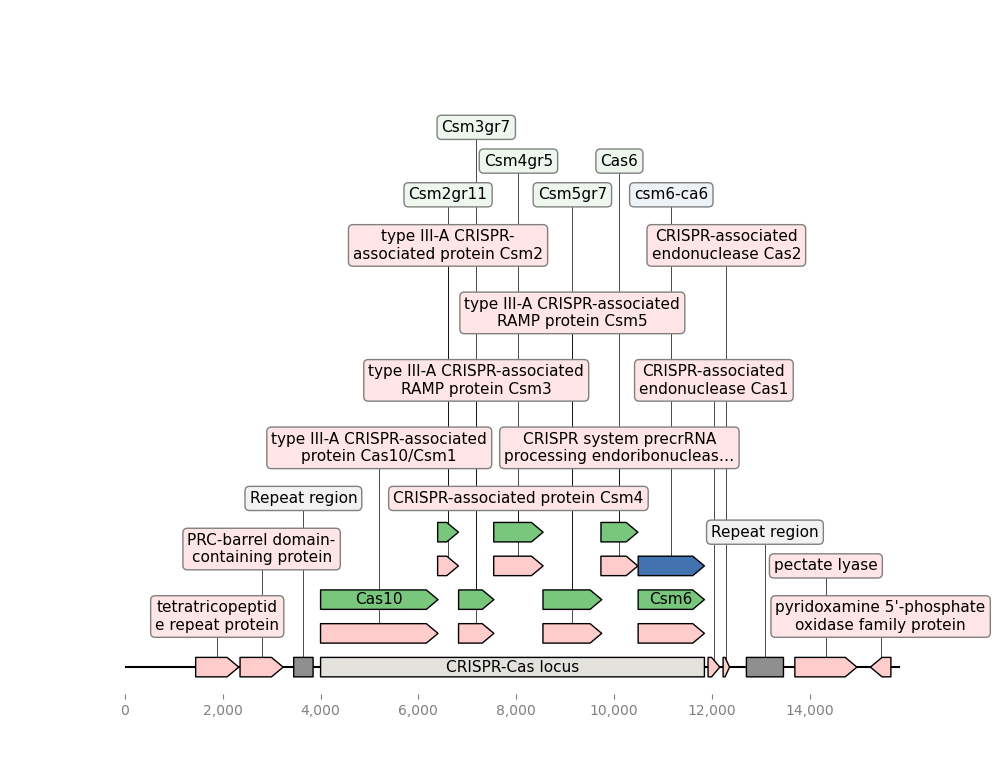 Csm3gr7
Csm4gr5
Cas6
Csm2gr11
Csm5gr7
csm6-ca6
type III-A CRISPR-
associated protein Csm2
CRISPR-associated
endonuclease Cas2
type III-A CRISPR-associated
RAMP protein Csm5
type III-A CRISPR-associated
RAMP protein Csm3
CRISPR-associated
endonuclease Cas1
type III-A CRISPR-associated
protein Cas10/Csm1
CRISPR system precrRNA
processing endoribonucleas…
Repeat region
CRISPR-associated protein Csm4
PRC-barrel domain-
containing protein
Repeat region
pectate lyase
tetratricopeptid
e repeat protein
Cas10
Csm6
pyridoxamine 5'-phosphate
oxidase family protein
CRISPR-Cas locus
0
2,000
4,000
6,000
8,000
10,000
12,000
14,000